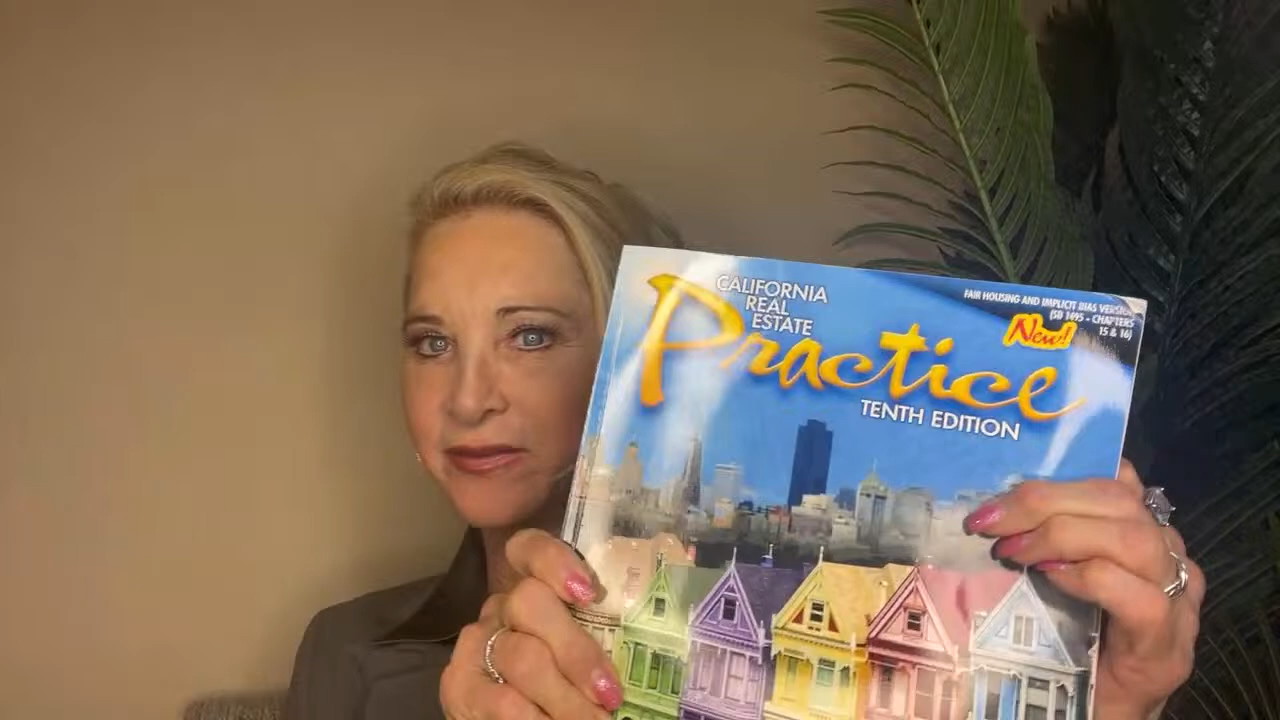 CALIFORNIA
REAL
ESTATE
Practice
TENTH EDITION
FAIR HOUSING AND IMPLICIT BIAS VERSION
(SB 1495 - CHAPTERS
15 & 16)
New!